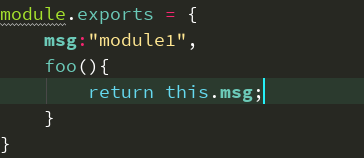 module.exports = {
    msg:"module1",
    foo(){
        return this.msg;
    }
}